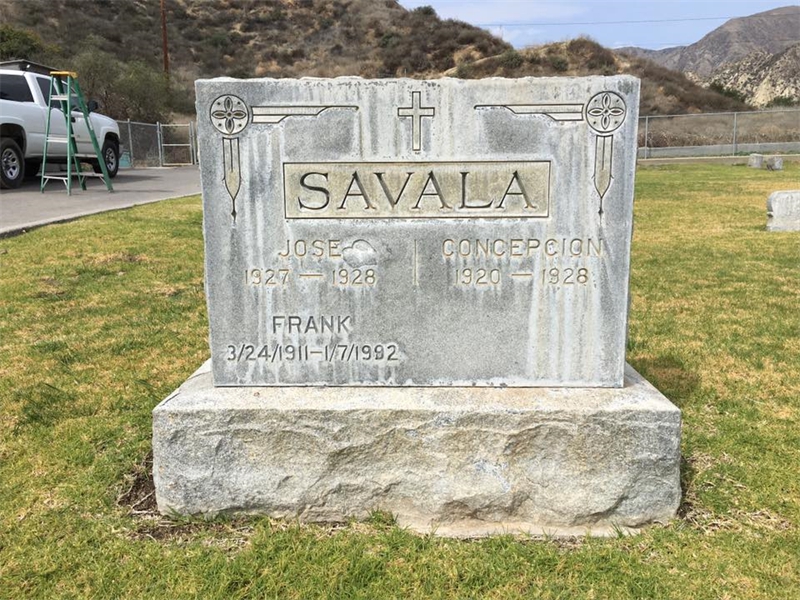 SAVALA
JOSE CONCEPCION
1927 — 1928 1920 — 1928
FRANK
3/24/1911–1/7/1992